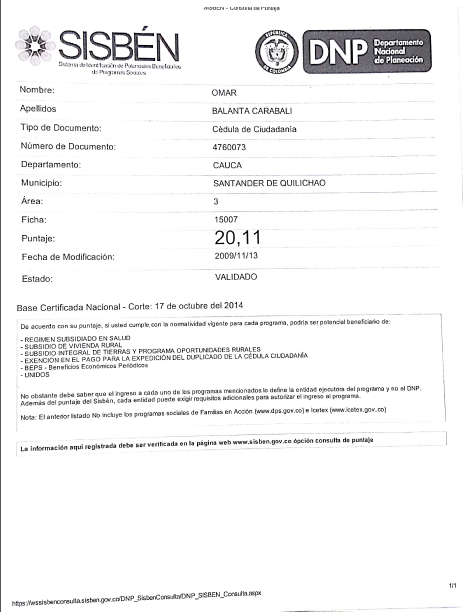 SISBÉN - Consulta de Puntaje
SISBÉN
Sistema de Identificación de Potenciales Beneficiarios
de Programas Sociales
DNP Departamento
Nacional
de Planeación
Nombre: OMAR
Apellidos BALANTA CARABALI
Tipo de Documento: Cédula de Ciudadanía
Número de Documento: 4760073
Departamento: CAUCA
Municipio: SANTANDER DE QUILICHAO
Área: 3
Ficha: 15007
Puntaje: 20,11
Fecha de Modificación: 2009/11/13
Estado: VALIDADO
Base Certificada Nacional - Corte: 17 de octubre del 2014
De acuerdo con su puntaje, si usted cumple con la normatividad vigente para cada programa, podría ser potencial beneficiario de:
- REGIMEN SUBSIDIADO EN SALUD
- SUBSIDIO DE VIVIENDA RURAL
- SUBSIDIO INTEGRAL DE TIERRAS Y PROGRAMA OPORTUNIDADES RURALES
- EXENCION EN EL PAGO PARA LA EXPEDICIÓN DEL DUPLICADO DE LA CÉDULA CIUDADANÍA
- BEPS - Beneficios Económicos Periódicos
- UNIDOS
No obstante debe saber que el ingreso a cada uno de los programas mencionados lo define la entidad ejecutora del programa y no el DNP.
Además del puntaje del Sisbén, cada entidad puede exigir requisitos adicionales para autorizar el ingreso al programa.
Nota: El anterior listado No incluye los programas sociales de Familias en Acción (www.dps.gov.co) e Icetex (www.icetex.gov.co)
La información aquí registrada debe ser verificada en la página web www.sisben.gov.co ópción consulta de puntaje
1/1
https://wssisbenconsulta.sisben.gov.co/DNP_SisbenConsulta/DNP_SISBEN_Consulta.aspx